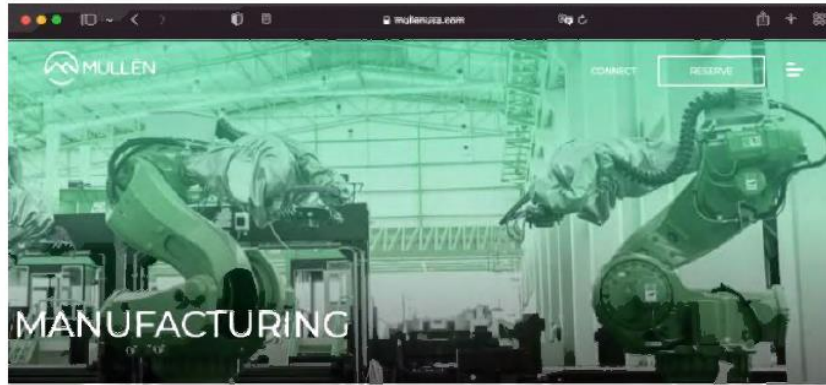 mullenusa.com
MULLEN
CONNECT
RESERVE
MANUFACTURING